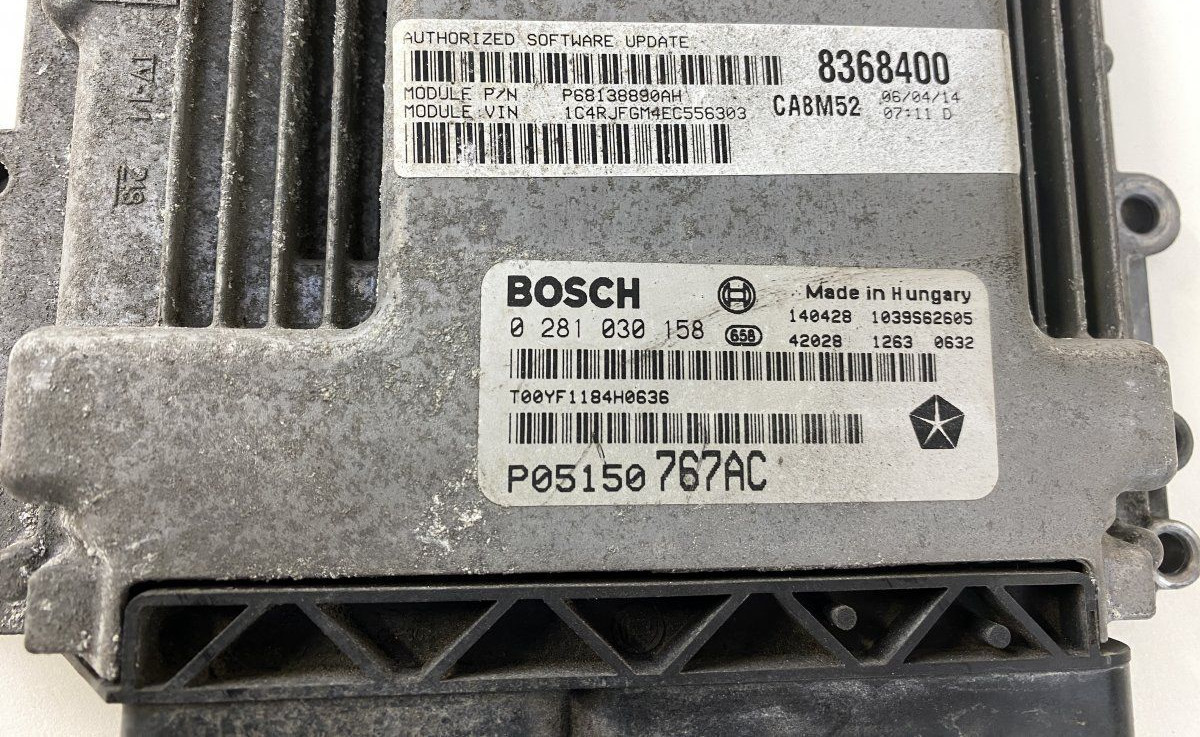 AUTHORIZED SOFTWARE UPDATE
8368400
MODULE P/N P68138890AH
MODULE VIN 1C4RJFGM4EC556303
CA8M52 06/04/14
07:11 D
BOSCH Made in Hungary
0 281 030 158 658 140428 1039S62605
42028 1263 0632
T00YF1184H0636
P05150767AC